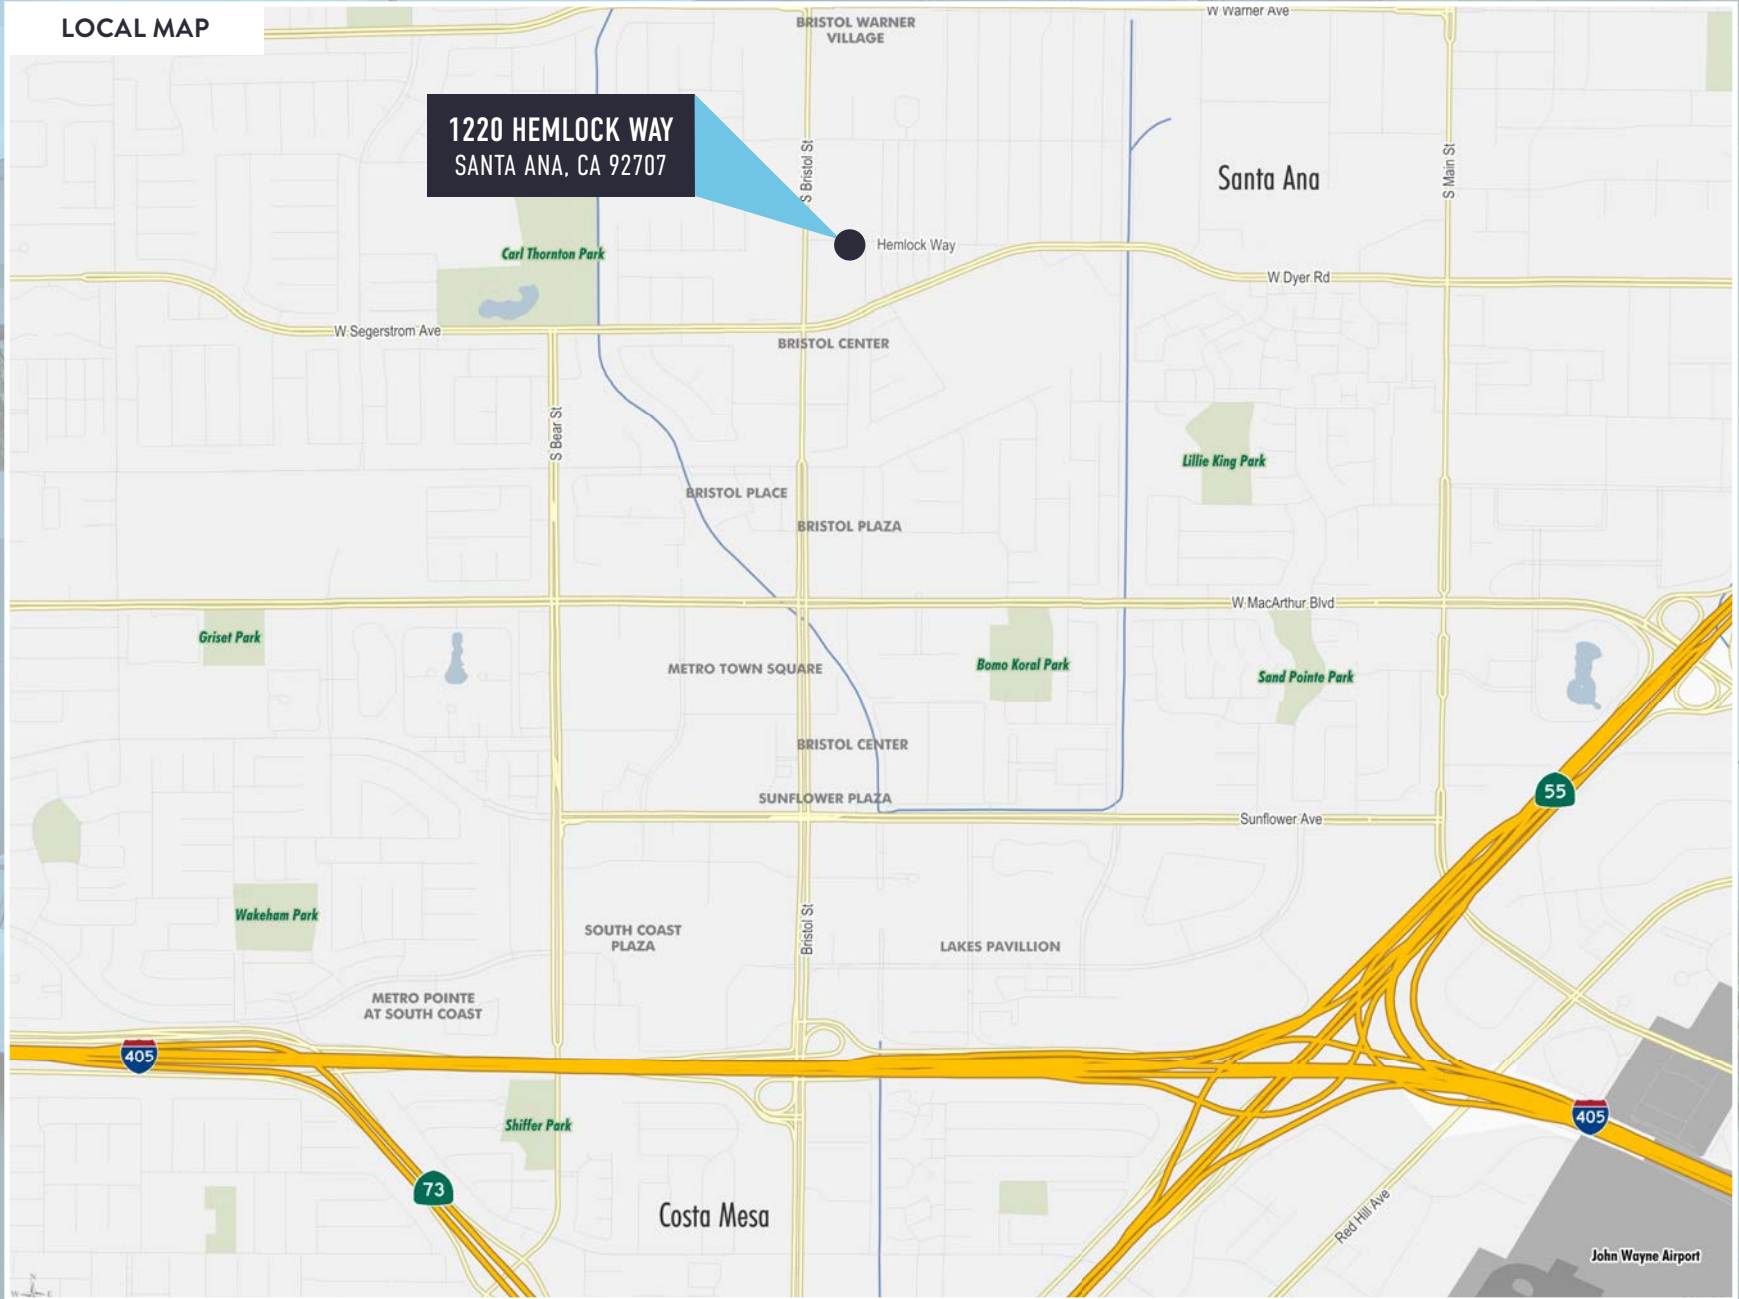 LOCAL MAP
W Warner Ave
BRISTOL WARNER
VILLAGE
1220 HEMLOCK WAY
SANTA ANA, CA 92707
S Bristol St
S Main St
Santa Ana
Hemlock Way
Carl Thornton Park
W Dyer Rd
W Segerstrom Ave
BRISTOL CENTER
S Bear St
Lillie King Park
BRISTOL PLACE
BRISTOL PLAZA
W MacArthur Blvd
Griset Park
METRO TOWN SQUARE
Bomo Koral Park
Sand Pointe Park
BRISTOL CENTER
55
SUNFLOWER PLAZA
Sunflower Ave
Wakeham Park
SOUTH COAST
PLAZA
Bristol St
LAKES PAVILLION
METRO POINTE
AT SOUTH COAST
405
405
Shiffer Park
73
Costa Mesa
Red Hill Ave
John Wayne Airport
N
W
E